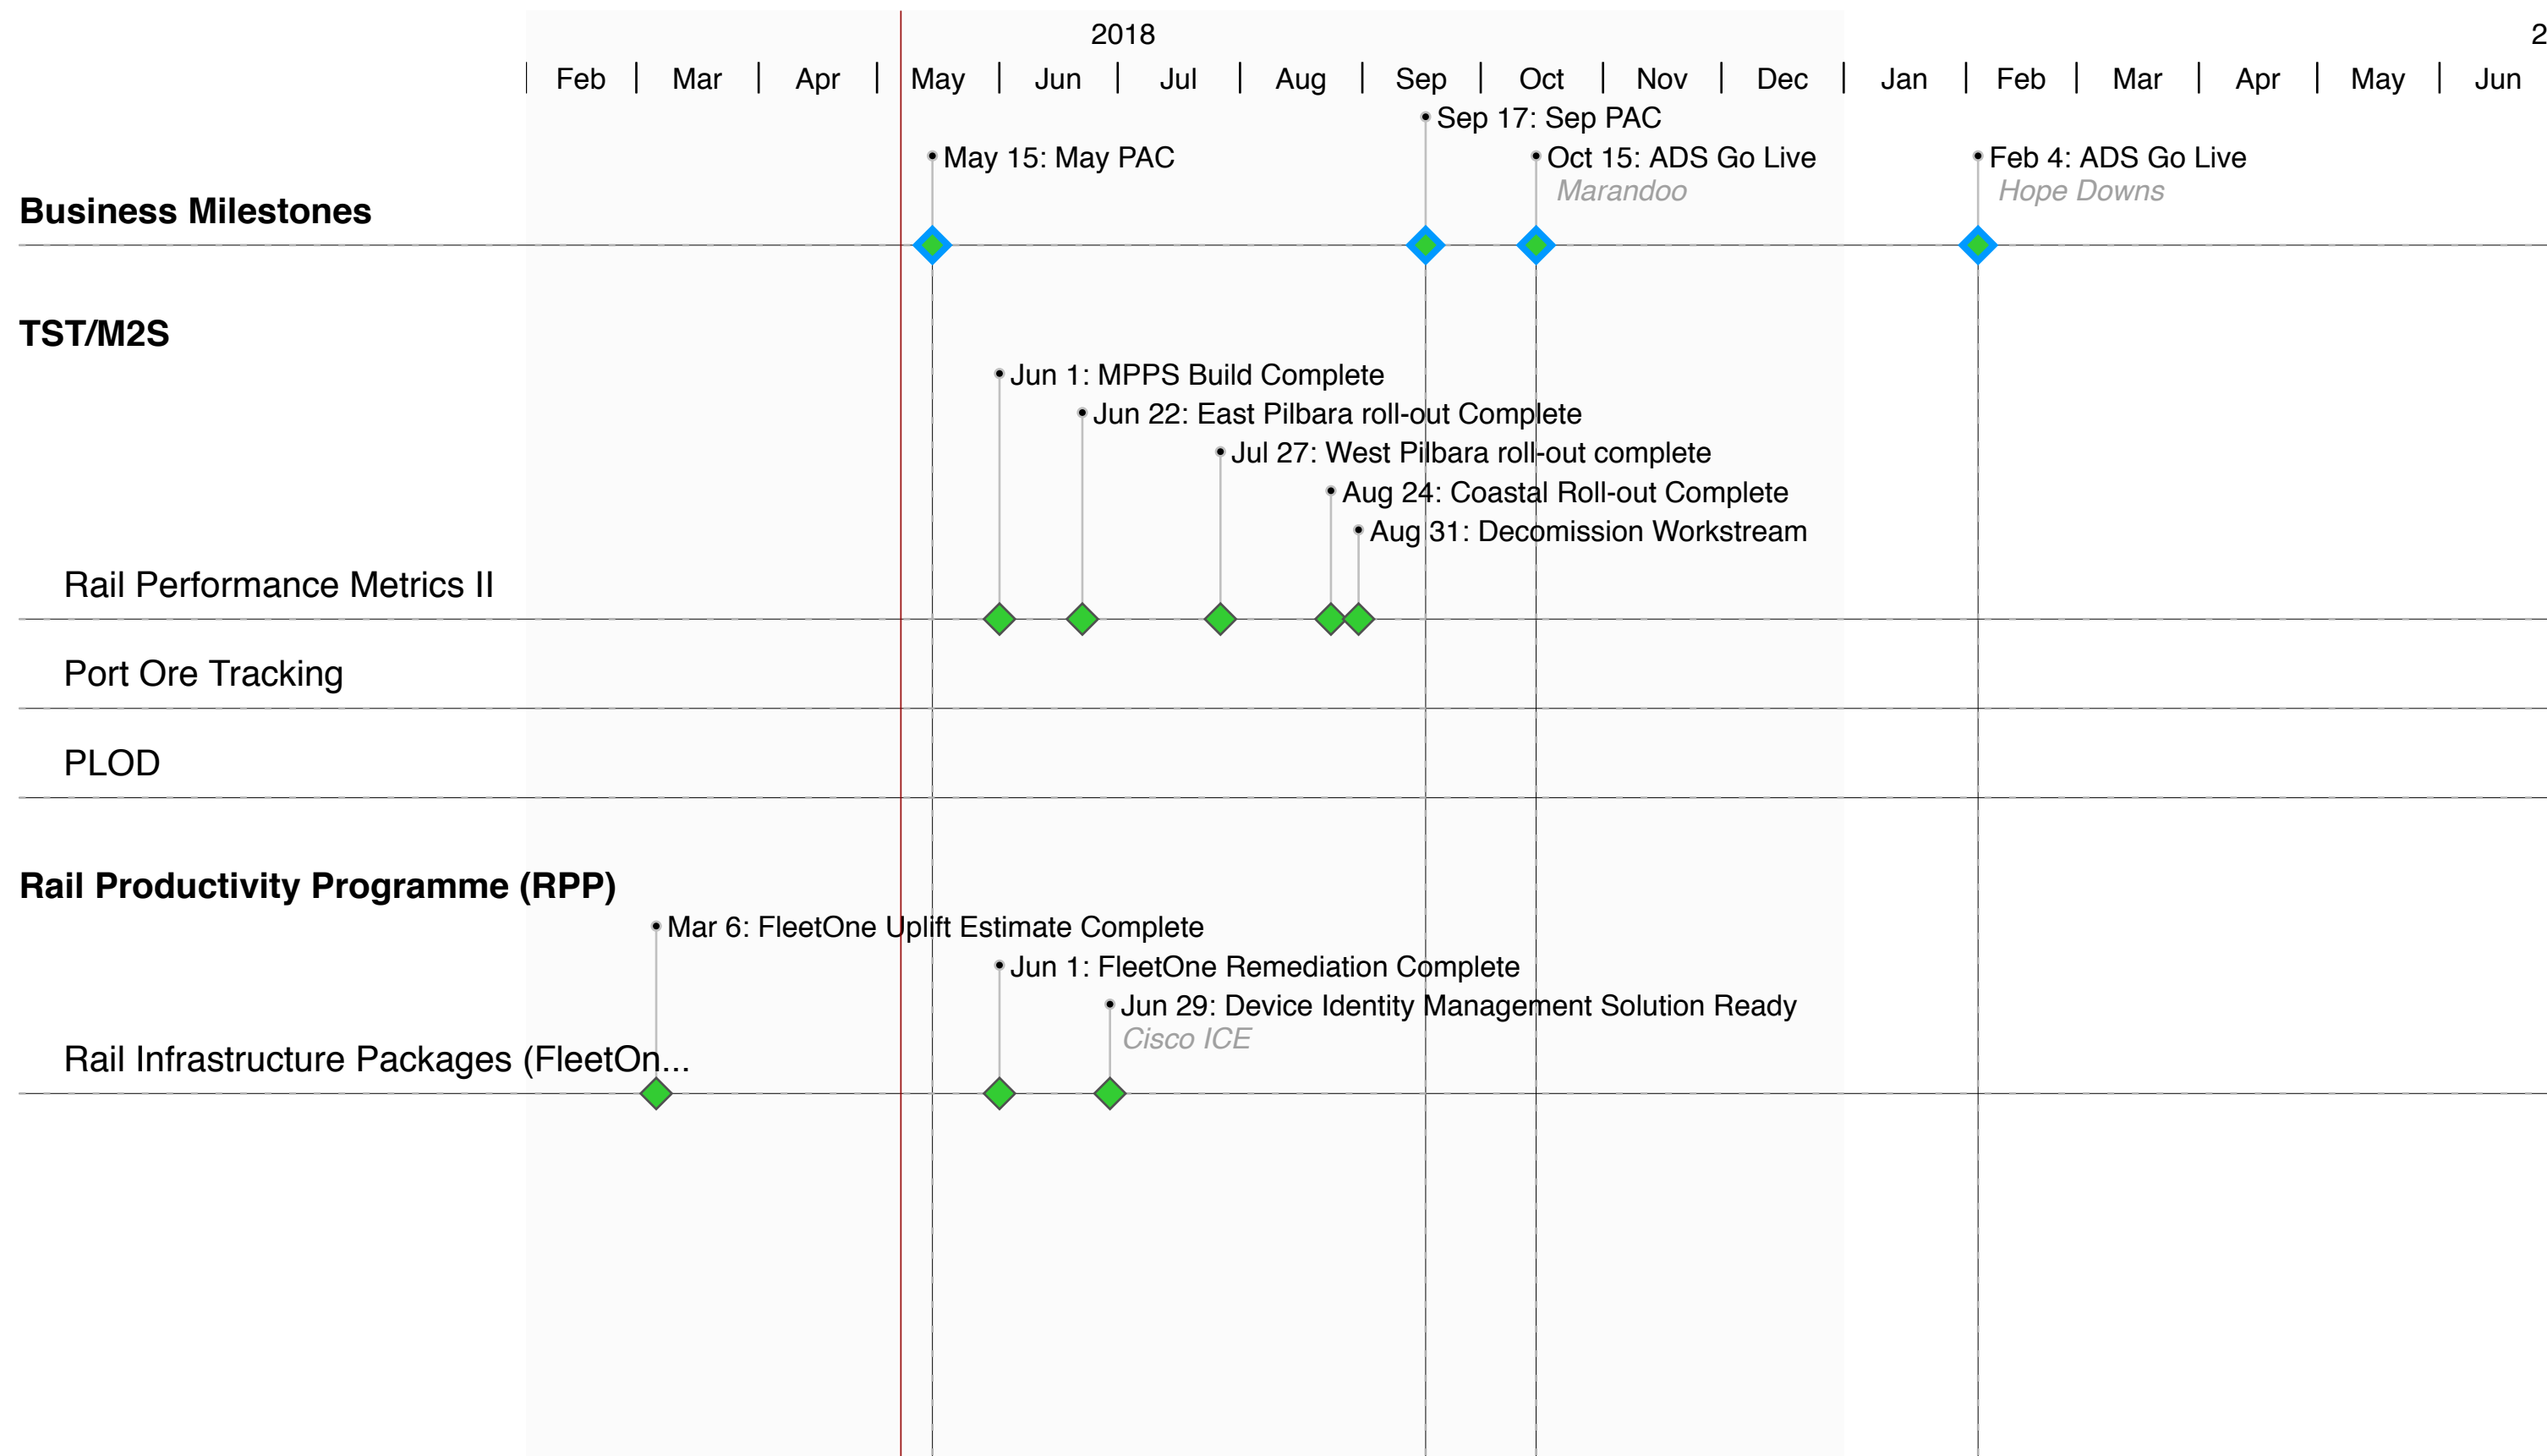 2018
2
Feb Mar Apr May Jun Jul Aug Sep Oct Nov Dec Jan Feb Mar Apr May Jun
Sep 17: Sep PAC
May 15: May PAC
Oct 15: ADS Go Live
Marandoo
Feb 4: ADS Go Live
Hope Downs
Business Milestones
TST/M2S
Jun 1: MPPS Build Complete
Jun 22: East Pilbara roll-out Complete
Jul 27: West Pilbara roll-out complete
Aug 24: Coastal Roll-out Complete
Aug 31: Decomission Workstream
Rail Performance Metrics II
Port Ore Tracking
PLOD
Rail Productivity Programme (RPP)
Mar 6: FleetOne Uplift Estimate Complete
Jun 1: FleetOne Remediation Complete
Jun 29: Device Identity Management Solution Ready
Cisco ICE
Rail Infrastructure Packages (FleetOn...